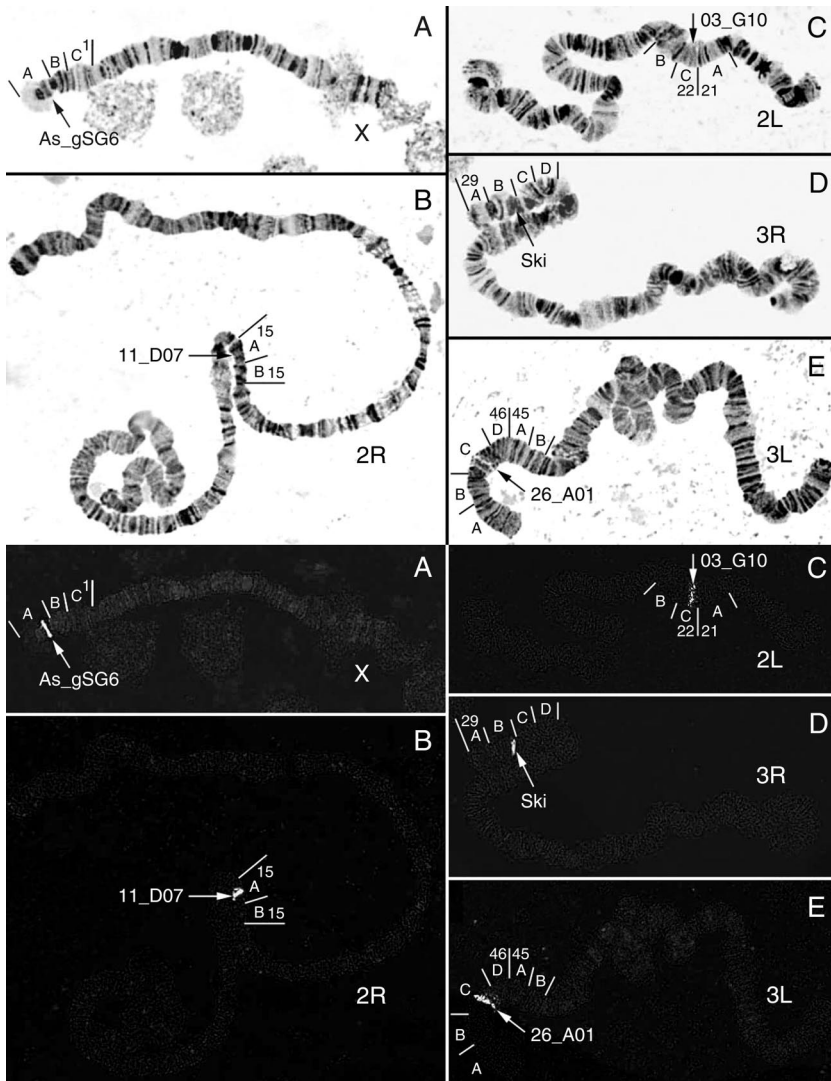 A
A B C 1
As_gSG6
X
B
15
A
11_D07
B 15
2R
C
03_G10
B C A
22 21
2L
D
29 A B C D
Ski
3R
E
46 45
C D A B
26_A01
B
A
3L
A
A B C 1
As_gSG6
X
B
15
A
11_D07
B 15
2R
C
03_G10
B C A
22 21
2L
D
29 A B C D
Ski
3R
E
46 45
C D A B
26_A01
B
A
3L